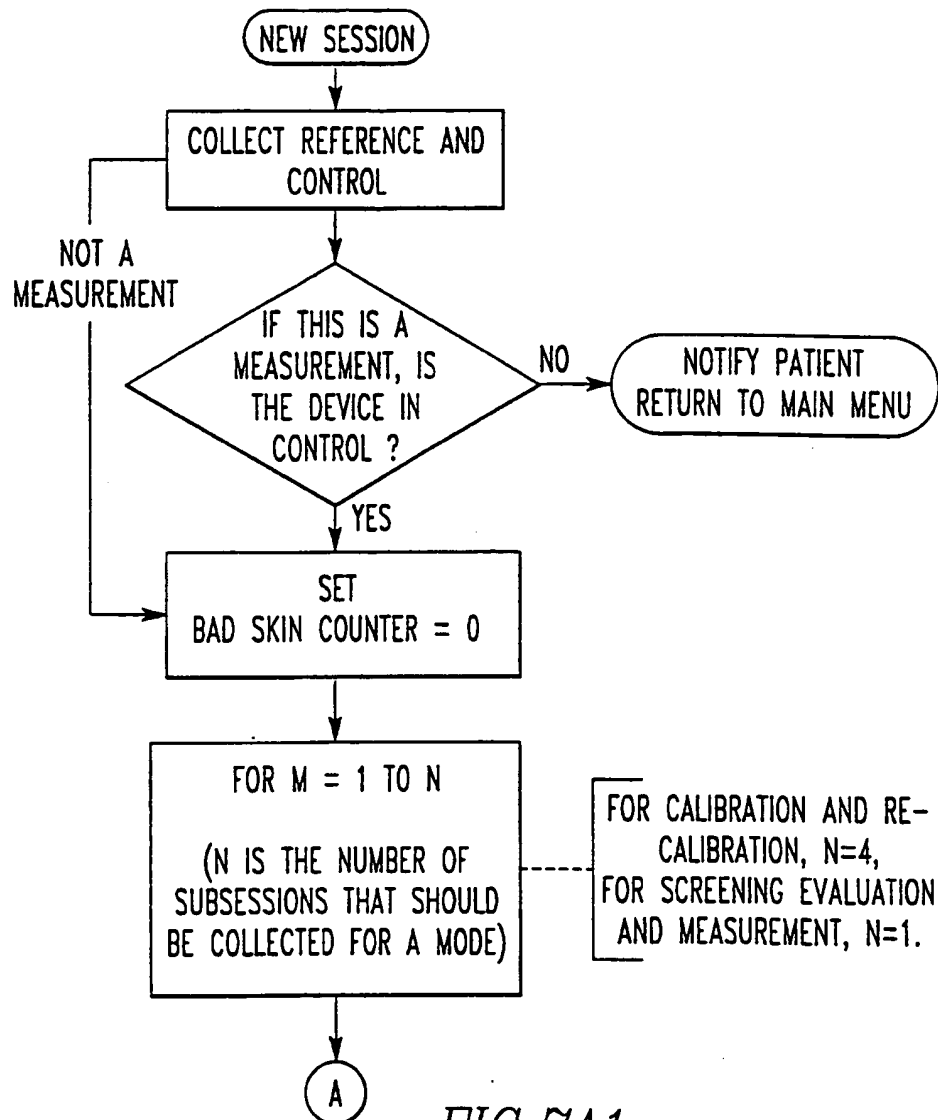 NEW SESSION
COLLECT REFERENCE AND
CONTROL
NOT A
MEASUREMENT
IF THIS IS A
MEASUREMENT, IS
THE DEVICE IN
CONTROL ?
NO
NOTIFY PATIENT
RETURN TO MAIN MENU
YES
SET
BAD SKIN COUNTER = 0
FOR M = 1 TO N
(N IS THE NUMBER OF
SUBSESSIONS THAT SHOULD
BE COLLECTED FOR A MODE)
FOR CALIBRATION AND RE-
CALIBRATION, N=4,
FOR SCREENING EVALUATION
AND MEASUREMENT, N=1.
A
FIG.7A1